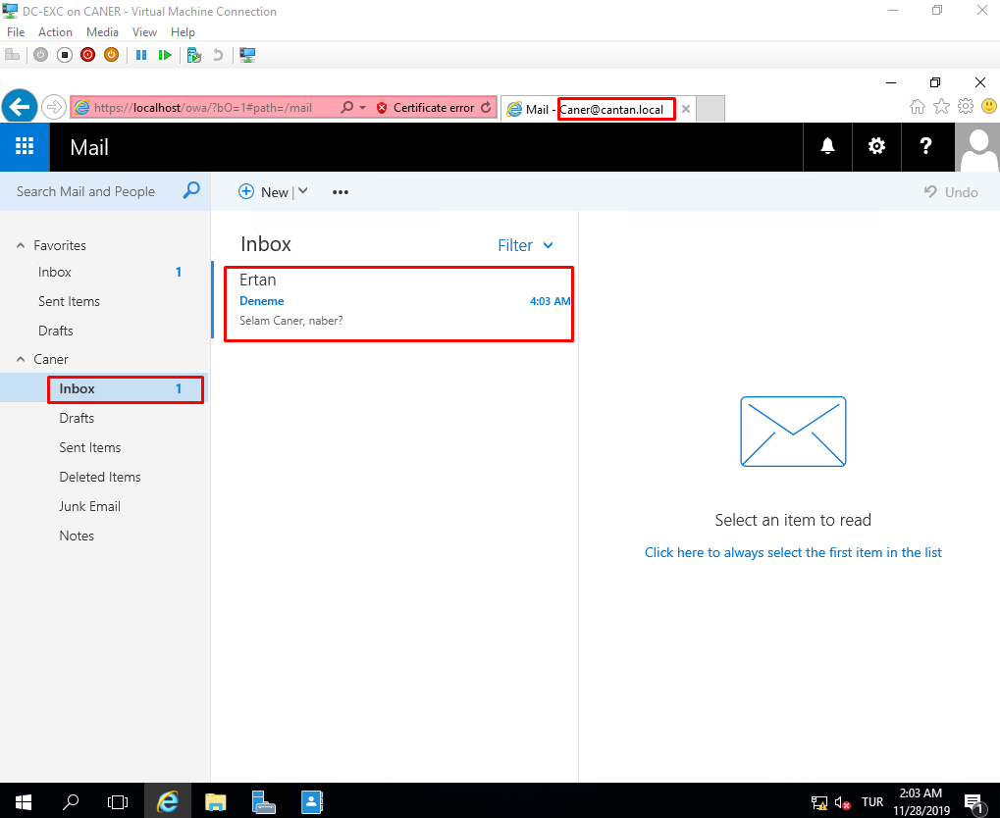 DC-EXC on CANER - Virtual Machine Connection
File Action Media View Help
https://localhost/owa/?bO=1#path=/mail Certificate error Mail - Caner@cantan.local
Mail
Search Mail and People
New
Undo
Favorites
Inbox 1
Sent Items
Drafts
Caner
Inbox 1
Drafts
Sent Items
Deleted Items
Junk Email
Notes
Inbox Filter
Ertan
Deneme 4:03 AM
Selam Caner, naber?
Select an item to read
Click here to always select the first item in the list
TUR
2:03 AM
11/28/2019
1